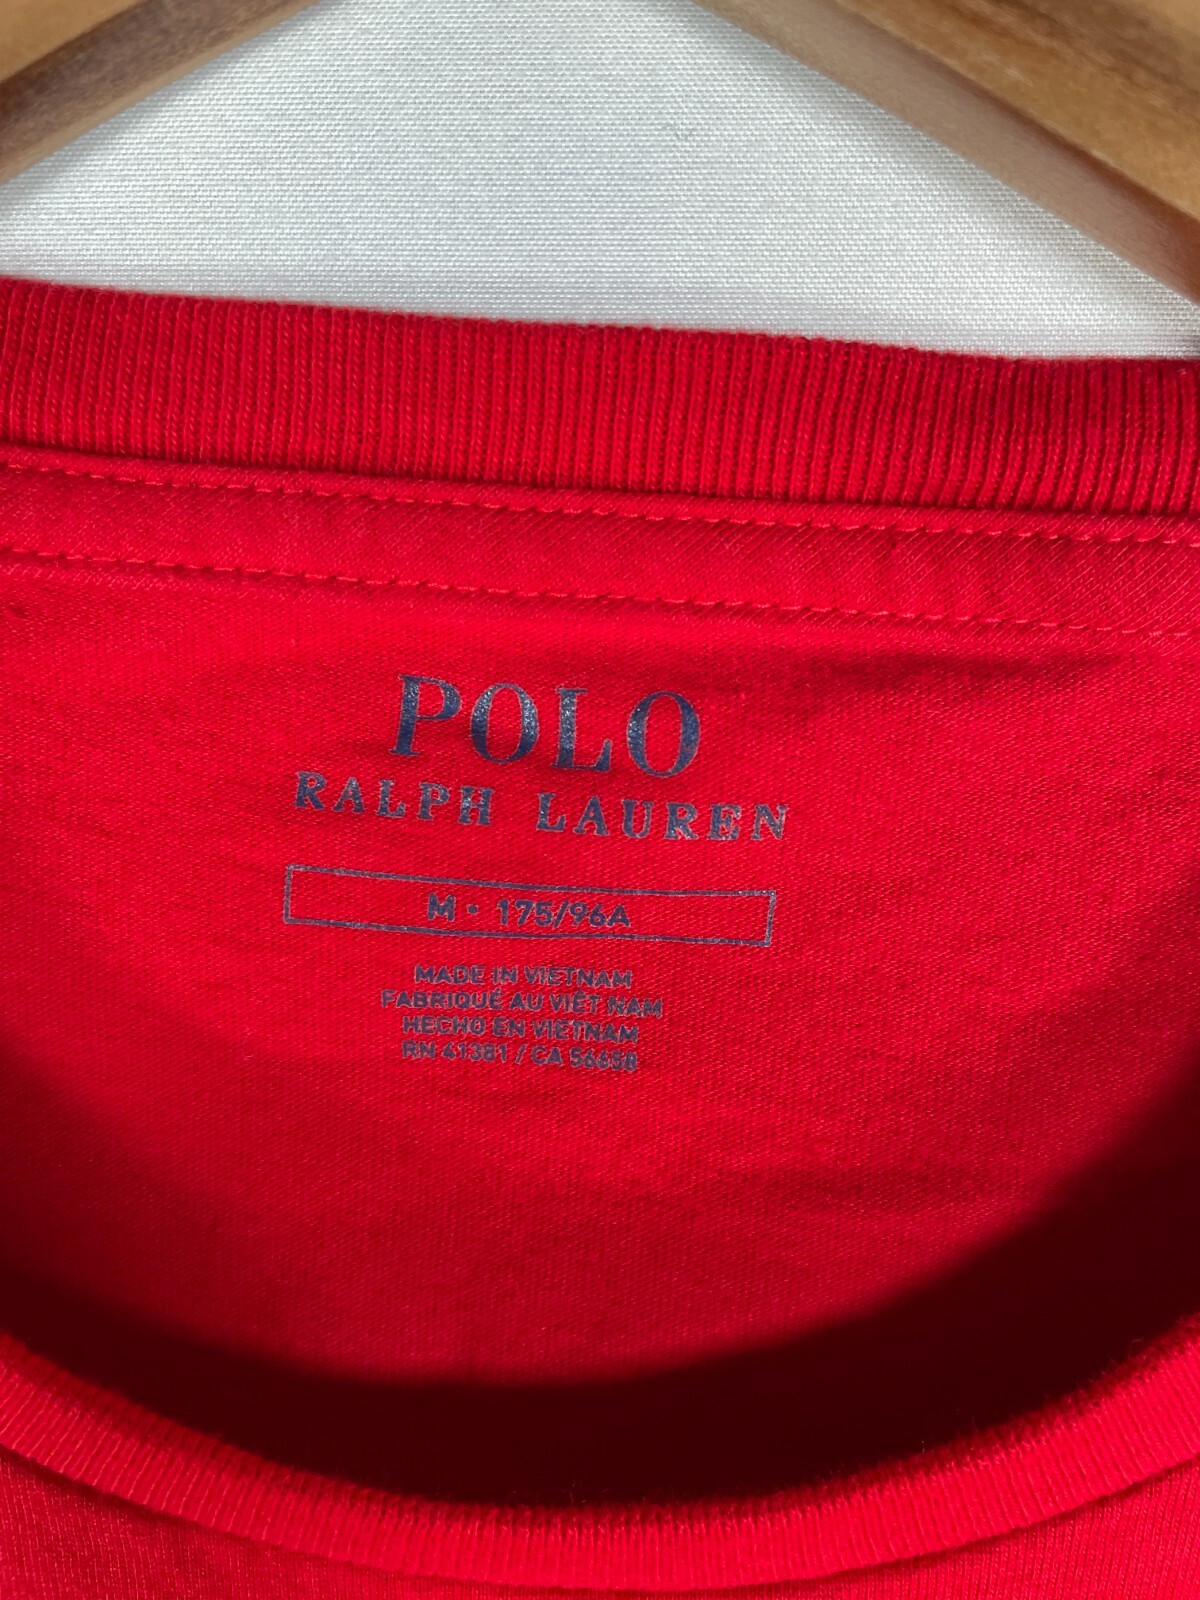 POLO
RALPH LAUREN
M • 175/96A
MADE IN VIETNAM
FABRIQUÉ AU VIÊT NAM
HECHO EN VIETNAM
RN 41381 / CA 56658